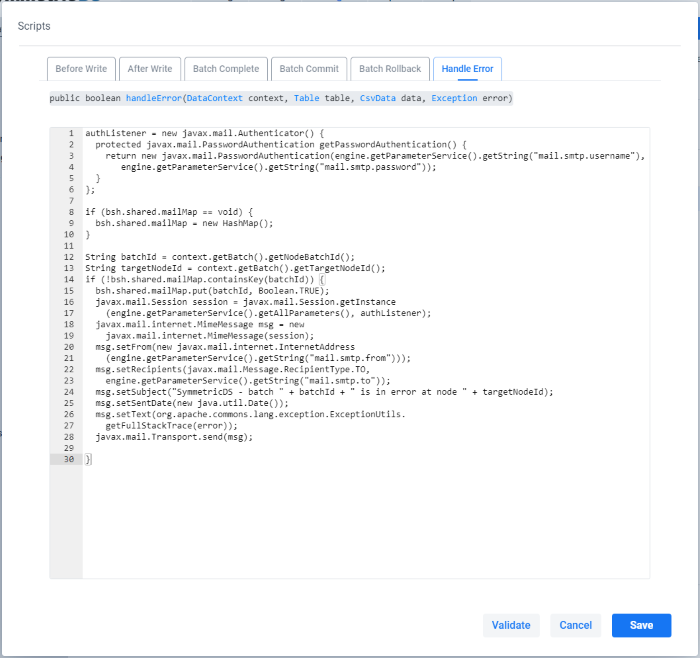 Scripts
Before Write
After Write
Batch Complete
Batch Commit
Batch Rollback
Handle Error
public boolean handleError(DataContext context, Table table, CsvData data, Exception error)
1 authListener = new javax.mail.Authenticator() {
2   protected javax.mail.PasswordAuthentication getPasswordAuthentication() {
3     return new javax.mail.PasswordAuthentication(engine.getParameterService().getString("mail.smtp.username"),
4        engine.getParameterService().getString("mail.smtp.password"));
5   }
6 };
7
8 if (bsh.shared.mailMap == void) {
9   bsh.shared.mailMap = new HashMap();
10 }
11
12 String batchId = context.getBatch().getNodeBatchId();
13 String targetNodeId = context.getBatch().getTargetNodeId();
14 if (!bsh.shared.mailMap.containsKey(batchId)) {
15   bsh.shared.mailMap.put(batchId, Boolean.TRUE);
16   javax.mail.Session session = javax.mail.Session.getInstance
17     (engine.getParameterService().getAllParameters(), authListener);
18   javax.mail.internet.MimeMessage msg = new
19     javax.mail.internet.MimeMessage(session);
20   msg.setFrom(new javax.mail.internet.InternetAddress
21     (engine.getParameterService().getString("mail.smtp.from")));
22   msg.setRecipients(javax.mail.Message.RecipientType.TO,
23     engine.getParameterService().getString("mail.smtp.to"));
24   msg.setSubject("SymmetricDS - batch " + batchId + " is in error at node " + targetNodeId);
25   msg.setSentDate(new java.util.Date());
26   msg.setText(org.apache.commons.lang.exception.ExceptionUtils.
27     getFullStackTrace(error));
28   javax.mail.Transport.send(msg);
29
30 }
Validate
Cancel
Save